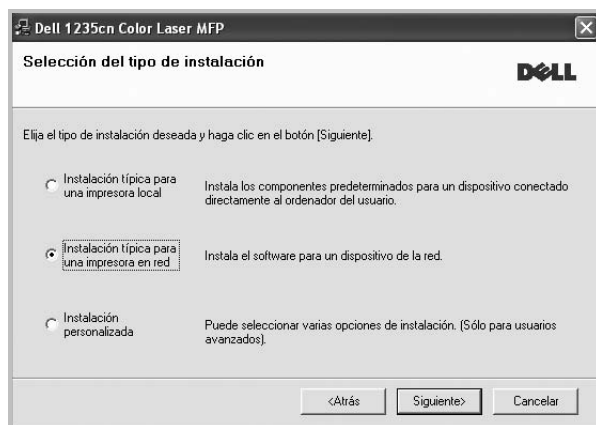 Dell 1235cn Color Laser MFP
Selección del tipo de instalación
DELL
Elija el tipo de instalación deseada y haga clic en el botón [Siguiente].
Instalación típica para
una impresora local
Instala los componentes predeterminados para un dispositivo conectado
directamente al ordenador del usuario.
Instalación típica para
una impresora en red
Instala el software para un dispositivo de la red.
Instalación
personalizada
Puede seleccionar varias opciones de instalación. (Sólo para usuarios
avanzados).
<Atrás
Siguiente>
Cancelar